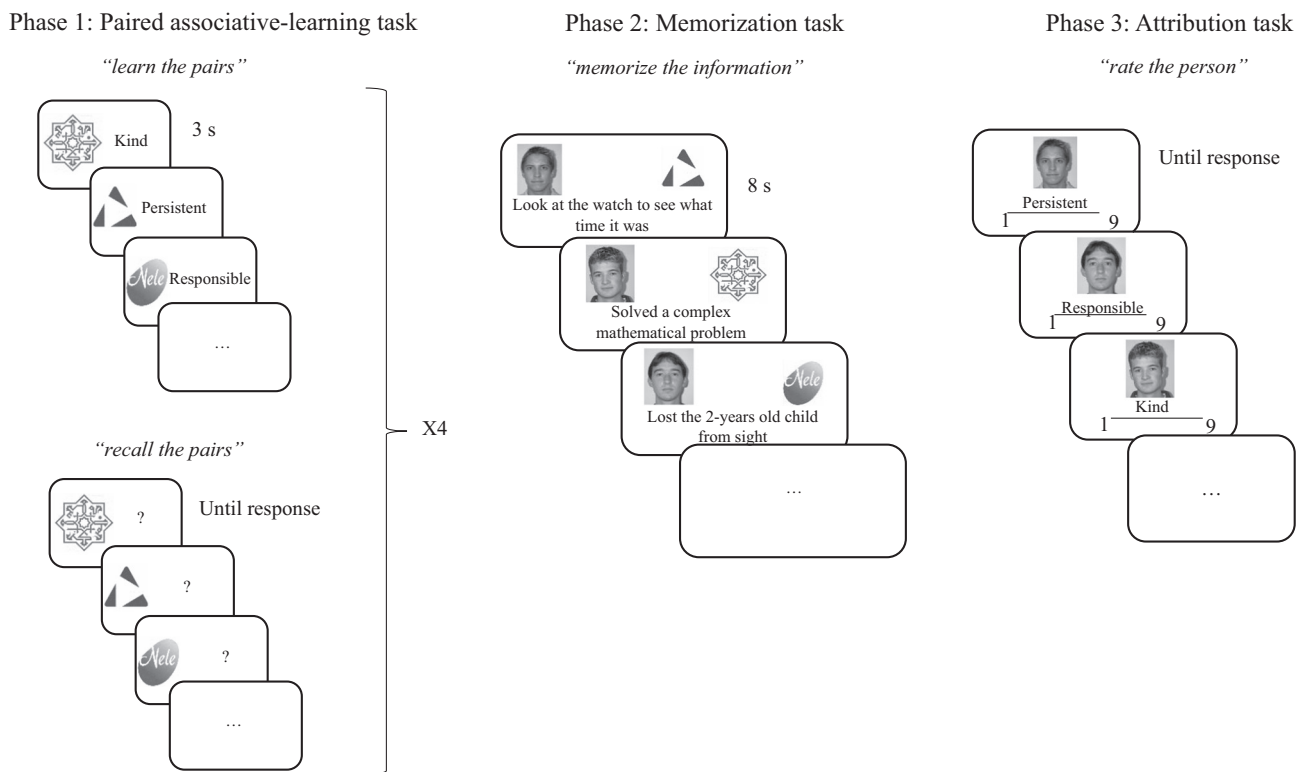 Phase 1: Paired associative-learning task
“learn the pairs”
Kind
3 s
Persistent
Nele Responsible
…
“recall the pairs”
?
Until response
?
Nele
?
…
X4
Phase 2: Memorization task
“memorize the information”
Look at the watch to see what
time it was
8 s
Solved a complex
mathematical problem
Nele
Lost the 2-years old child
from sight
…
Phase 3: Attribution task
“rate the person”
Until response
Persistent
1 9
Responsible
1 9
Kind
1 9
…